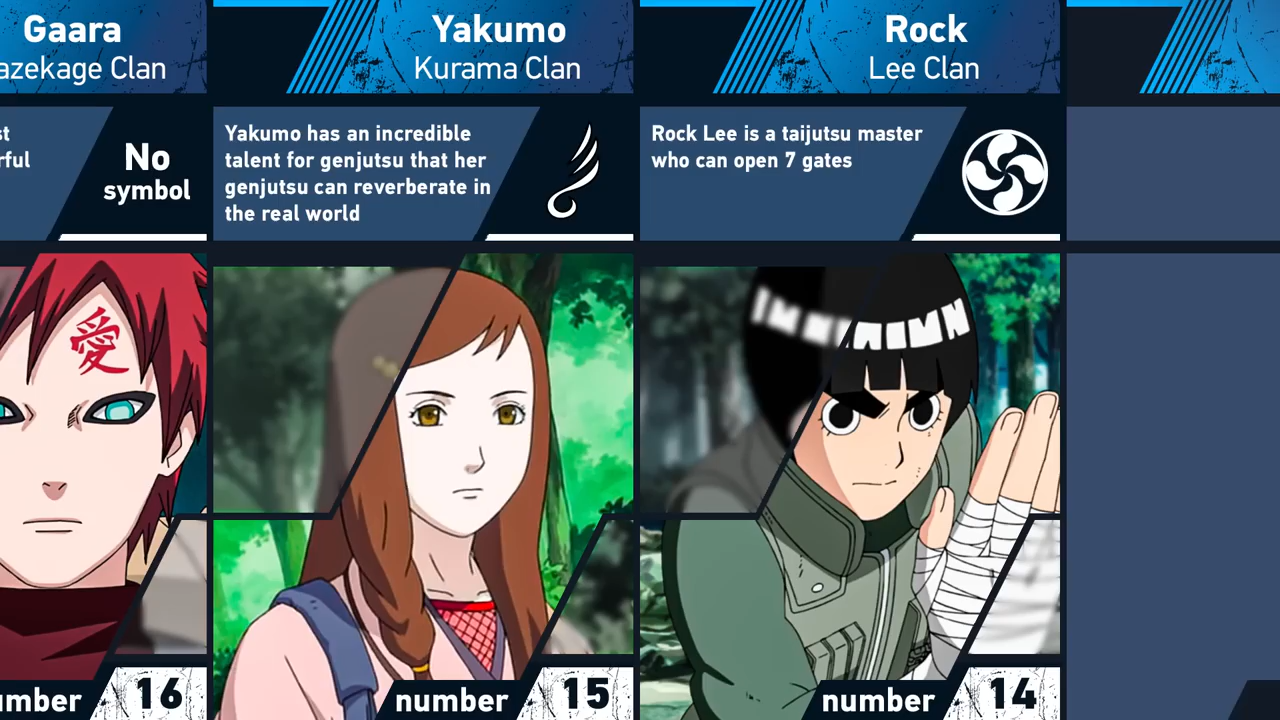 Gaara
azekage Clan
st
rful
No
symbol
愛
umber
16
Yakumo
Kurama Clan
Yakumo has an incredible
talent for genjutsu that her
genjutsu can reverberate in
the real world
number
15
Rock
Lee Clan
Rock Lee is a taijutsu master
who can open 7 gates
number
14